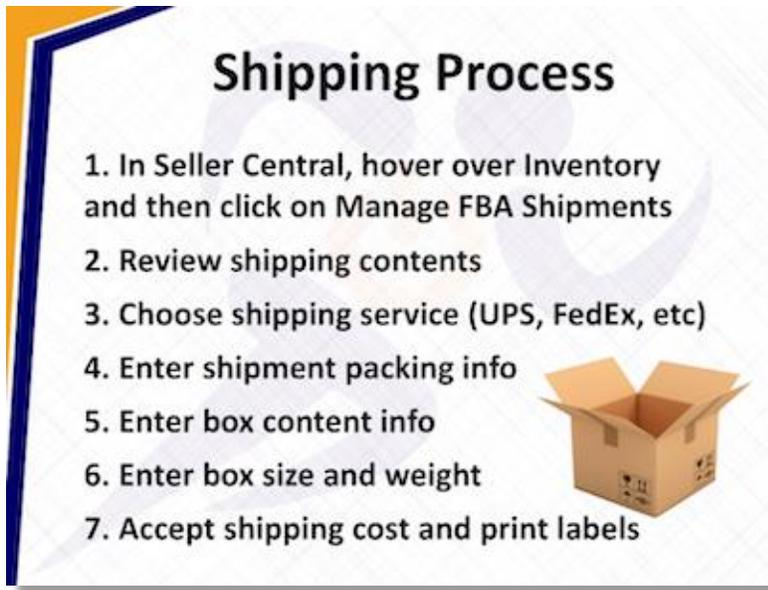 Shipping Process
1. In Seller Central, hover over Inventory
and then click on Manage FBA Shipments
2. Review shipping contents
3. Choose shipping service (UPS, FedEx, etc)
4. Enter shipment packing info
5. Enter box content info
6. Enter box size and weight
7. Accept shipping cost and print labels